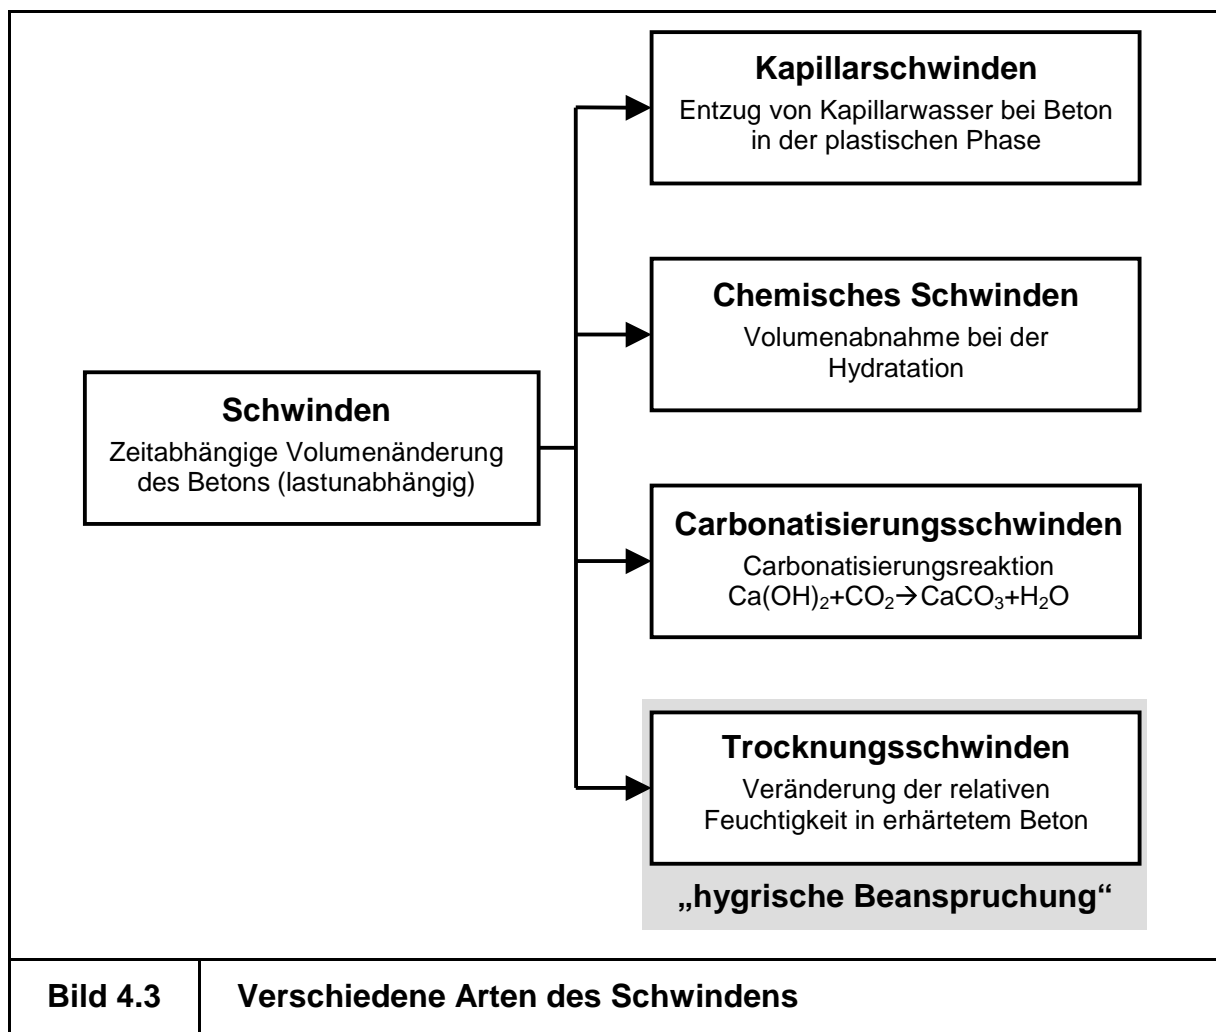 Kapillarschwinden
Entzug von Kapillarwasser bei Beton
in der plastischen Phase
Chemisches Schwinden
Volumenabnahme bei der
Hydratation
Schwinden
Zeitabhängige Volumenänderung
des Betons (lastunabhängig)
Carbonatisierungsschwinden
Carbonatisierungsreaktion
Ca(OH)₂+CO₂→CaCO₃+H₂O
Trocknungsschwinden
Veränderung der relativen
Feuchtigkeit in erhärtetem Beton
„hygrische Beanspruchung“
Bild 4.3 Verschiedene Arten des Schwindens